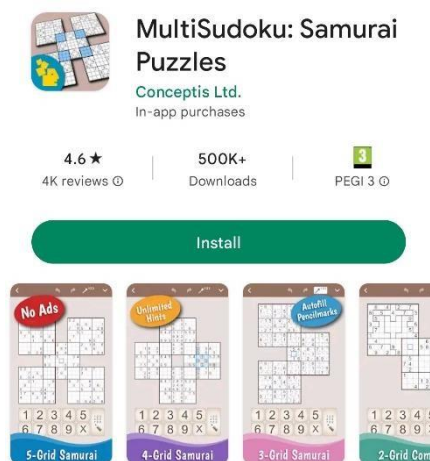 MultiSudoku: Samurai
Puzzles
Conceptis Ltd.
In-app purchases
4.6 ★
500K+
3
4K reviews ⓘ
Downloads
PEGI 3 ⓘ
Install
No Ads
Unlimited
Hints
Autofill
Pencilmarks
1 2 3 4 5
6 7 8 9 X
1 2 3 4 5
6 7 8 9 X
1 2 3 4 5
6 7 8 9 X
1 2 3 4
6 7 8 9
5-Grid Samurai
4-Grid Samurai
3-Grid Samurai
2-Grid Com